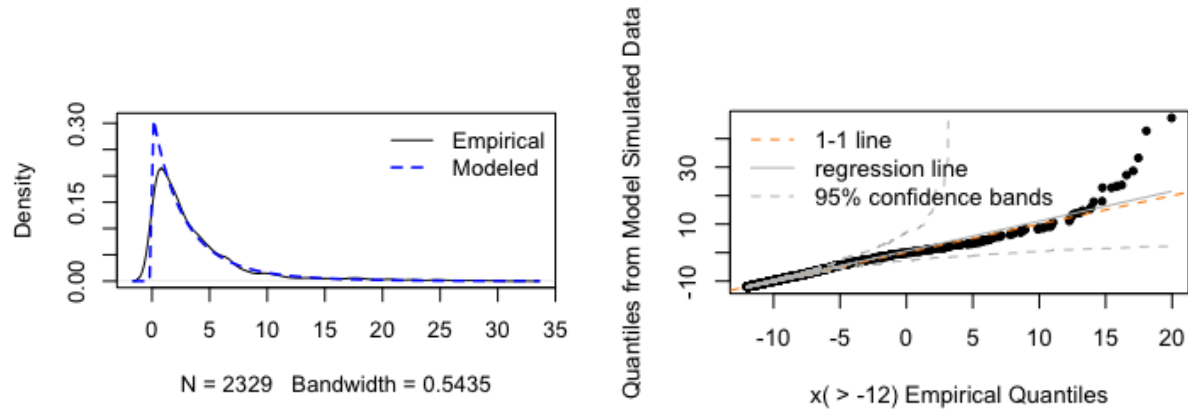 Density
0.00
0.15
0.30
Empirical
Modeled
0 5 10 15 20 25 30 35
N = 2329 Bandwidth = 0.5435
Quantiles from Model Simulated Data
-10
10
30
1-1 line
regression line
95% confidence bands
-10 -5 0 5 10 15 20
x( > -12) Empirical Quantiles